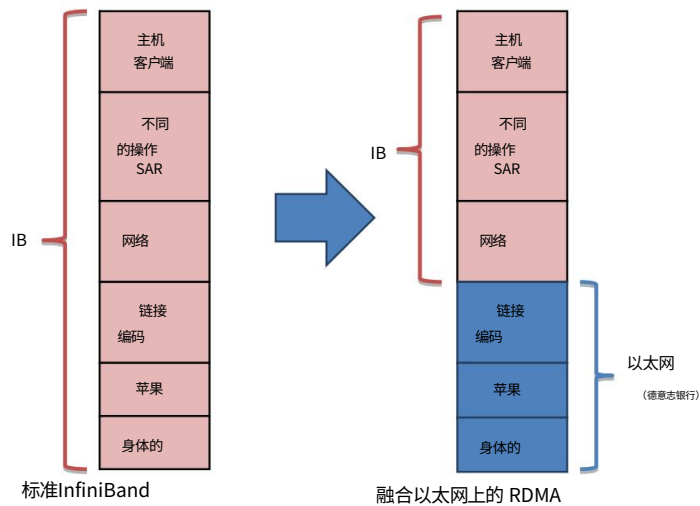 主机
客户端
不同
的操作
SAR
网络
链接
编码
苹果
身体的
IB
标准InfiniBand
主机
客户端
不同
的操作
SAR
网络
链接
编码
苹果
身体的
IB
以太网
（德意志银行）
融合以太网上的 RDMA